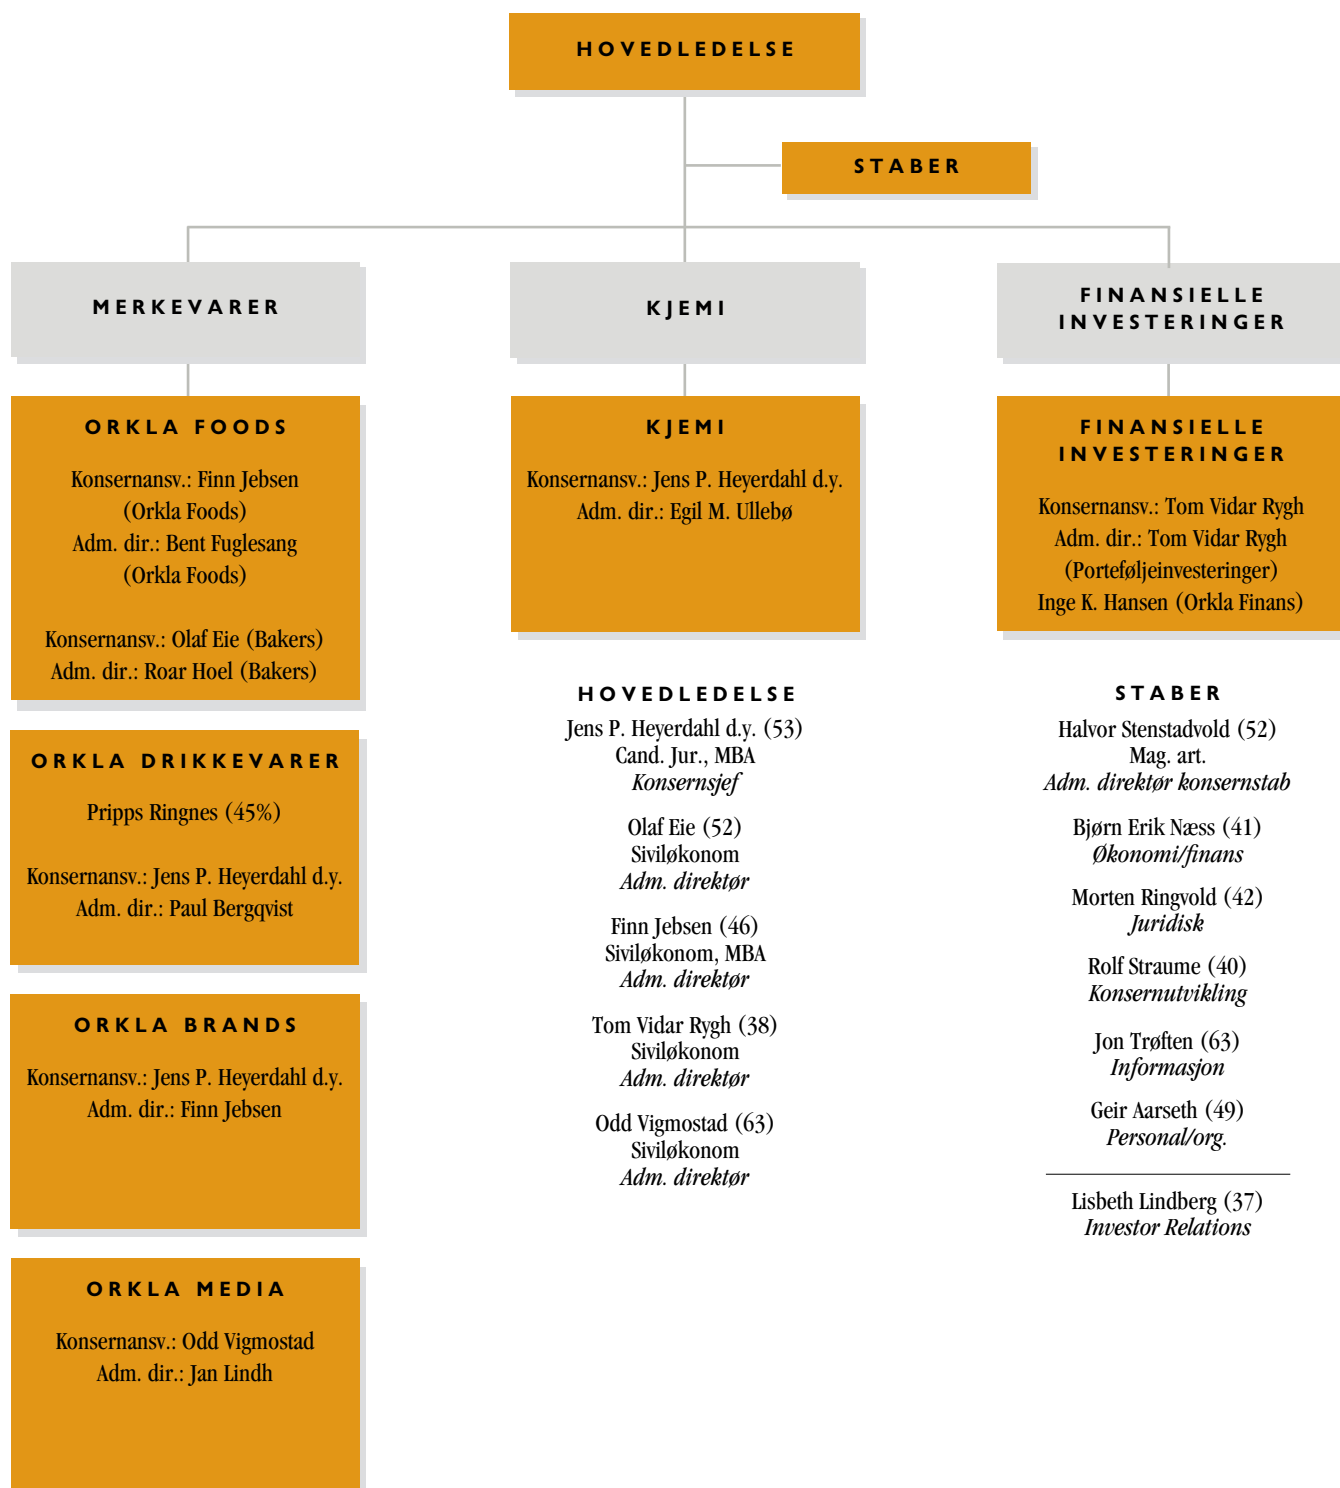 HOVEDLEDELSE
STABER
MERKEVARER
KJEMI
FINANSIELLE
INVESTERINGER
ORKLA FOODS
Konsernansv.: Finn Jebsen
(Orkla Foods)
Adm. dir.: Bent Fuglesang
(Orkla Foods)
Konsernansv.: Olaf Eie (Bakers)
Adm. dir.: Roar Hoel (Bakers)
ORKLA DRIKKEVARER
Pripps Ringnes (45%)
Konsernansv.: Jens P. Heyerdahl d.y.
Adm. dir.: Paul Bergqvist
ORKLA BRANDS
Konsernansv.: Jens P. Heyerdahl d.y.
Adm. dir.: Finn Jebsen
ORKLA MEDIA
Konsernansv.: Odd Vigmostad
Adm. dir.: Jan Lindh
KJEMI
Konsernansv.: Jens P. Heyerdahl d.y.
Adm. dir.: Egil M. Ullebø
HOVEDLEDELSE
Jens P. Heyerdahl d.y. (53)
Cand. Jur., MBA
Konsernsjef
Olaf Eie (52)
Siviløkonom
Adm. direktør
Finn Jebsen (46)
Siviløkonom, MBA
Adm. direktør
Tom Vidar Rygh (38)
Siviløkonom
Adm. direktør
Odd Vigmostad (63)
Siviløkonom
Adm. direktør
FINANSIELLE
INVESTERINGER
Konsernansv.: Tom Vidar Rygh
Adm. dir.: Tom Vidar Rygh
(Porteføljeinvesteringer)
Inge K. Hansen (Orkla Finans)
STABER
Halvor Stenstadvold (52)
Mag. art.
Adm. direktør konsernstab
Bjørn Erik Næss (41)
Økonomi/finans
Morten Ringvold (42)
Juridisk
Rolf Straume (40)
Konsernutvikling
Jon Trøften (63)
Informasjon
Geir Aarseth (49)
Personal/org.
Lisbeth Lindberg (37)
Investor Relations